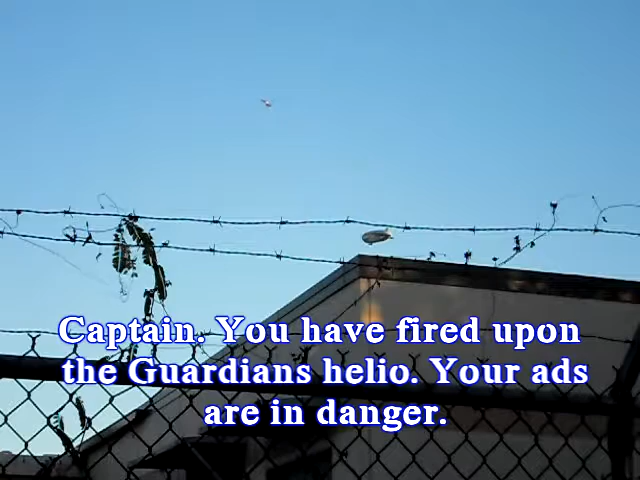 Captain. You have fired upon
the Guardians helio. Your ads
are in danger.